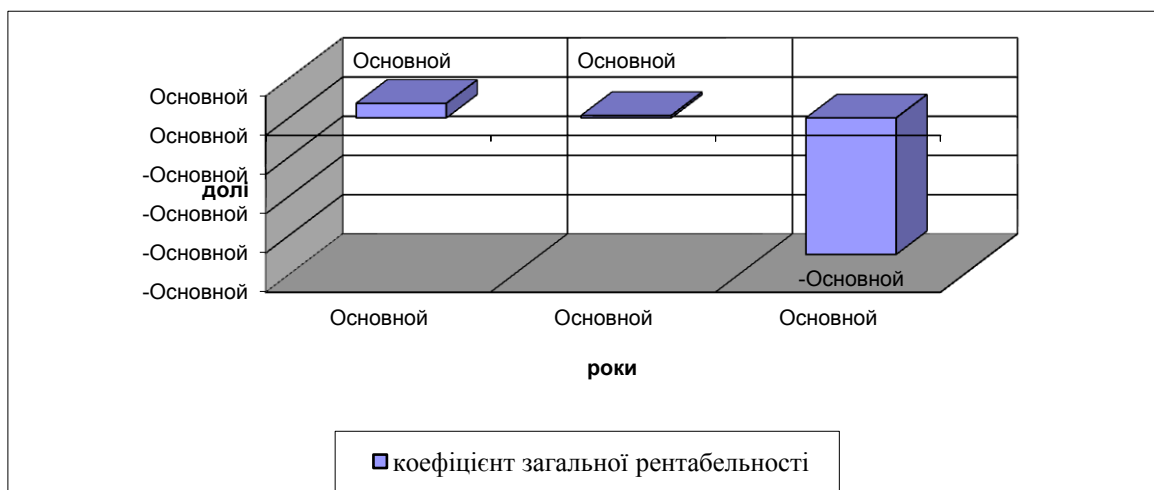 Основной Основной
Основной
Основной
-Основной
долі
-Основной
-Основной
-Основной
-Основной
Основной Основной Основной
роки
коефіцієнт загальної рентабельності